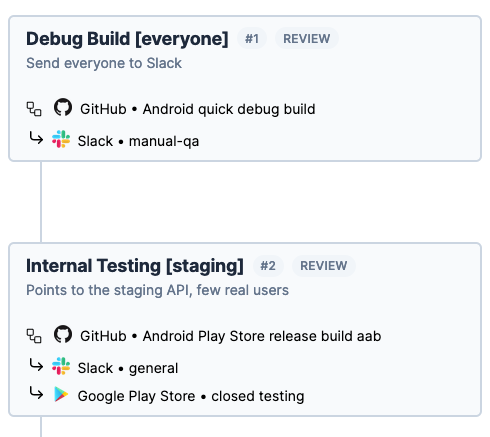 Debug Build [everyone] #1 REVIEW
Send everyone to Slack
GitHub • Android quick debug build
Slack • manual-qa
Internal Testing [staging] #2 REVIEW
Points to the staging API, few real users
GitHub • Android Play Store release build aab
Slack • general
Google Play Store • closed testing